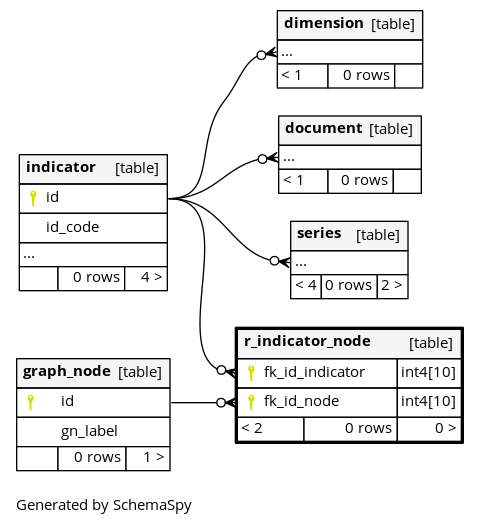 dimension [table]
...
< 1 0 rows
document [table]
...
< 1 0 rows
indicator [table]
id
id_code
...
0 rows 4 >
series [table]
...
< 4 0 rows 2 >
r_indicator_node [table]
fk_id_indicator int4[10]
fk_id_node int4[10]
< 2 0 rows 0 >
graph_node [table]
id
gn_label
0 rows 1 >
Generated by SchemaSpy